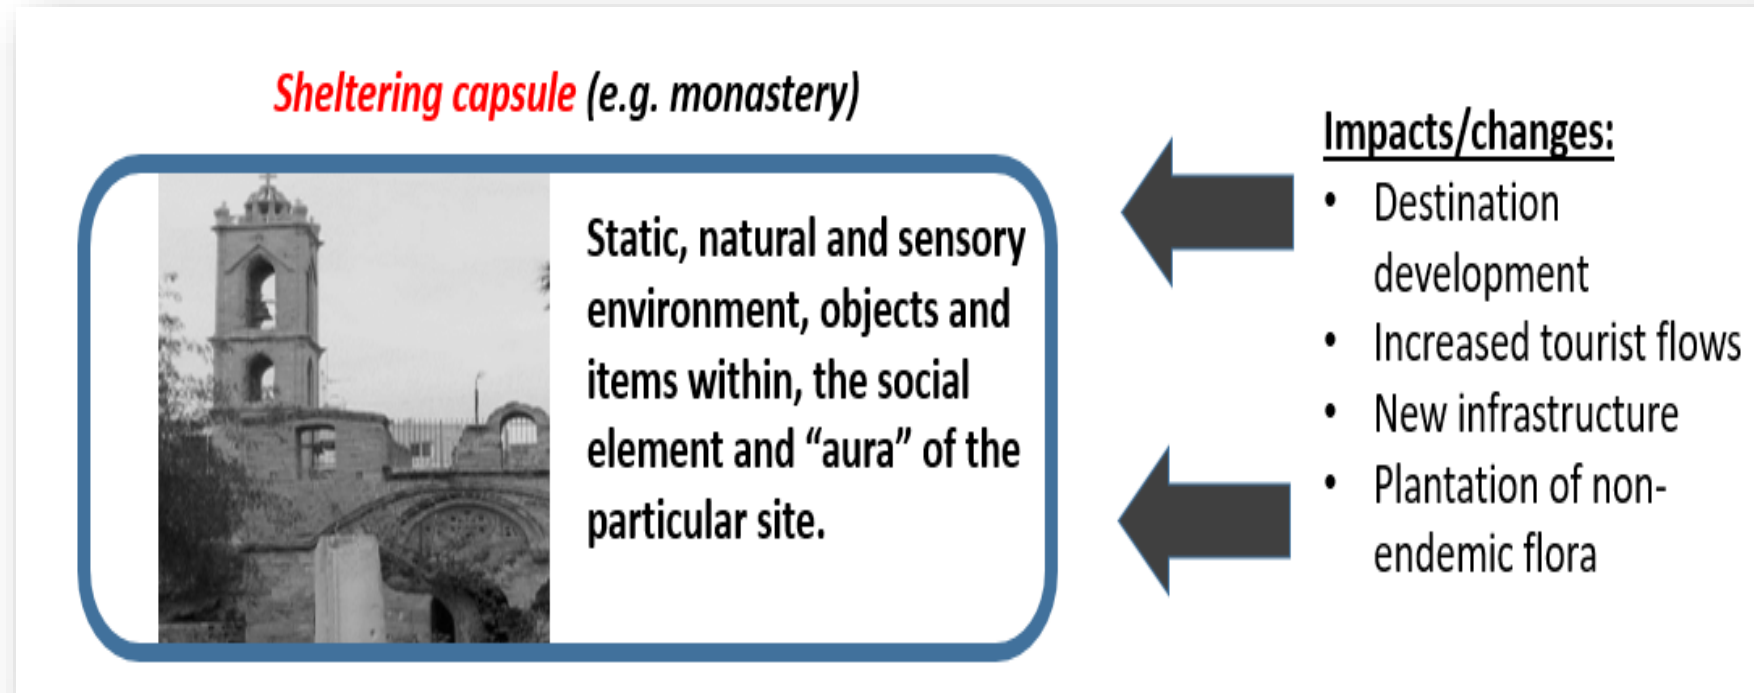 Sheltering capsule (e.g. monastery)
Static, natural and sensory
environment, objects and
items within, the social
element and “aura” of the
particular site.
Impacts/changes:
• Destination
development
• Increased tourist flows
• New infrastructure
• Plantation of non-
endemic flora